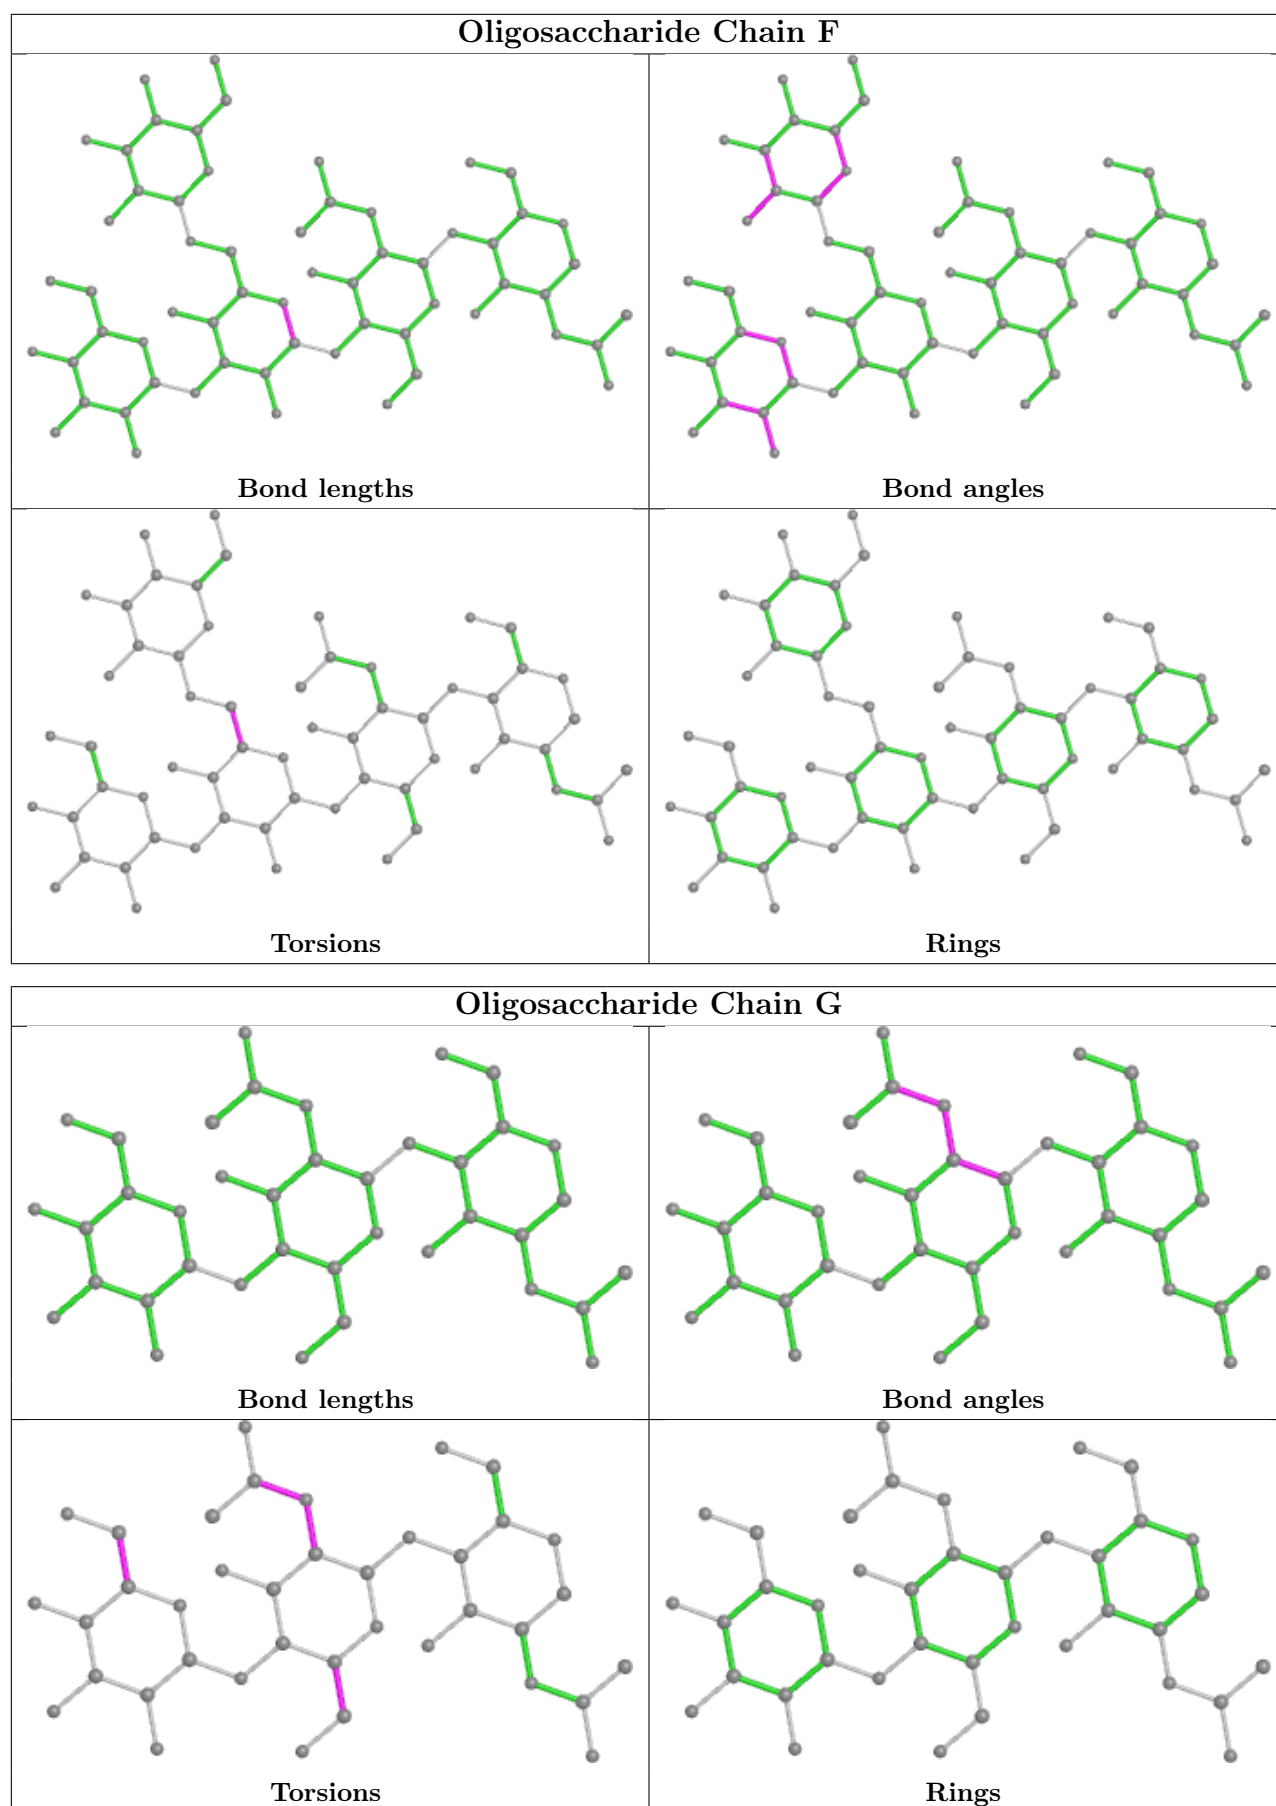 Oligosaccharide Chain F
Bond lengths
Bond angles
Torsions
Rings
Oligosaccharide Chain G
Bond lengths
Bond angles
Torsions
Rings